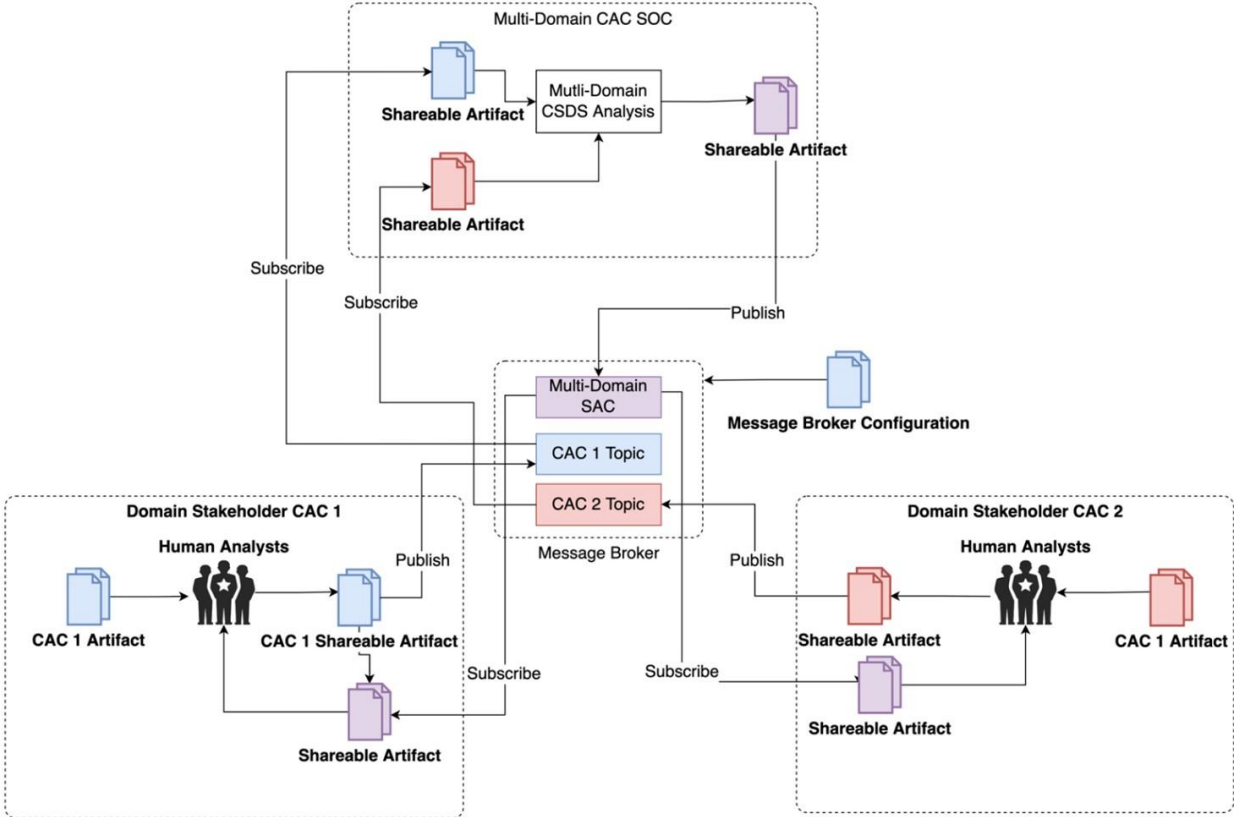 Multi-Domain CAC SOC
Shareable Artifact
Mutli-Domain
CSDS Analysis
Shareable Artifact
Shareable Artifact
Subscribe
Subscribe
Publish
Multi-Domain
SAC
Message Broker Configuration
CAC 1 Topic
CAC 2 Topic
Message Broker
Domain Stakeholder CAC 1
Human Analysts
Publish
CAC 1 Artifact
CAC 1 Shareable Artifact
Subscribe
Shareable Artifact
Domain Stakeholder CAC 2
Human Analysts
Publish
Shareable Artifact
CAC 1 Artifact
Subscribe
Shareable Artifact